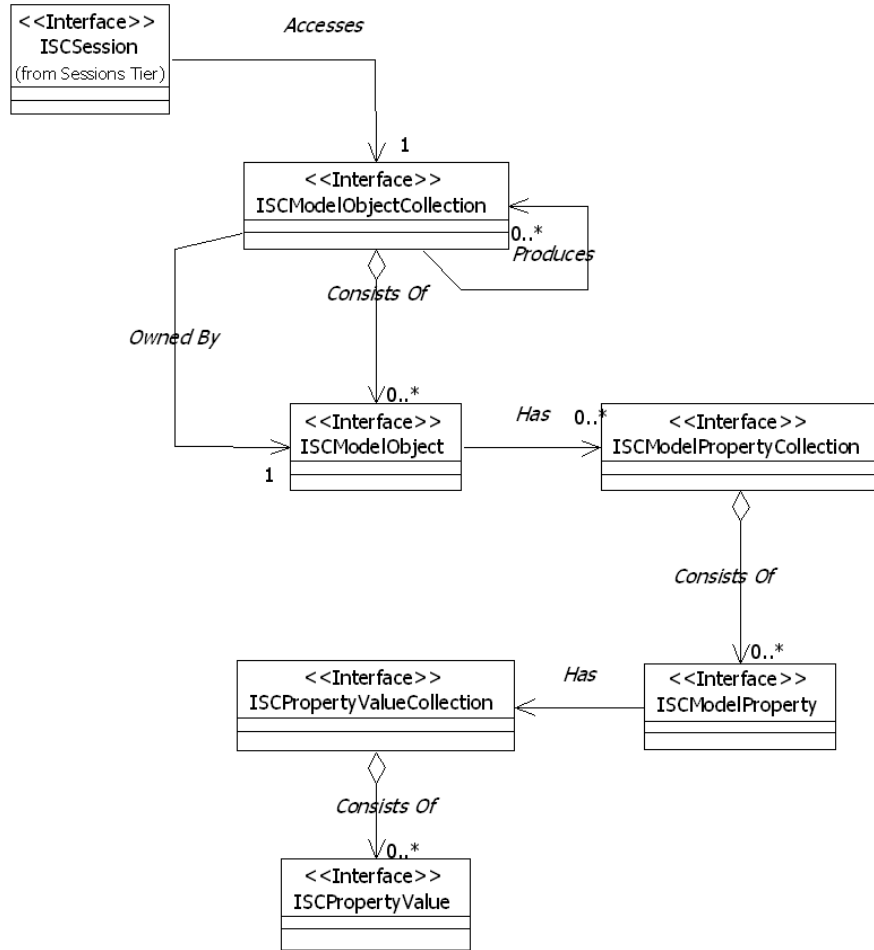 <<Interface>>
ISCSession
(from Sessions Tier)
Accesses
1
<<Interface>>
ISCModelObjectCollection
0..*
Produces
Consists Of
Owned By
0..*
<<Interface>>
ISCModelObject
1
Has
0..*
<<Interface>>
ISCModelPropertyCollection
Consists Of
0..*
<<Interface>>
ISCModelProperty
Has
<<Interface>>
ISCPropertyValueCollection
Consists Of
0..*
<<Interface>>
ISCPropertyValue